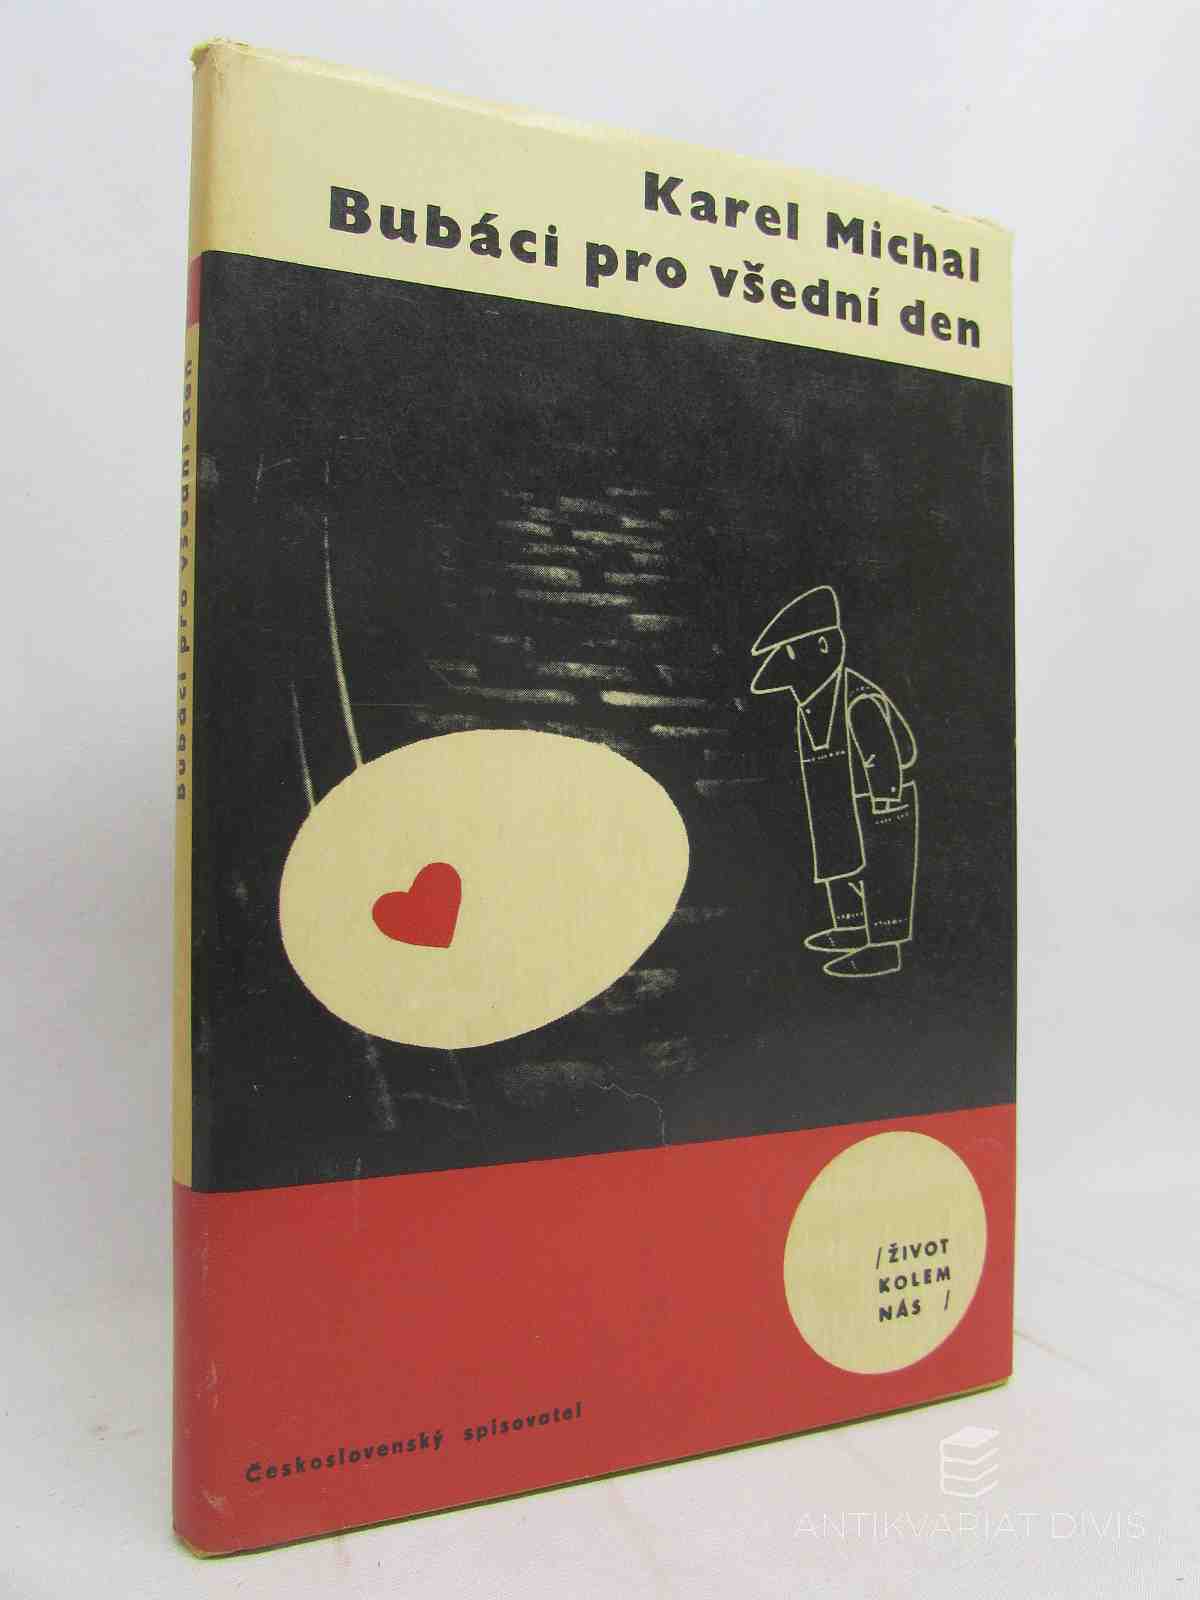 Karel Michal
Bubáci pro všední den
Bubáci pro všední den
/ŽIVOT
KOLEM
NÁS /
Československý spisovatel
ANTIKVARIAT DIVIS